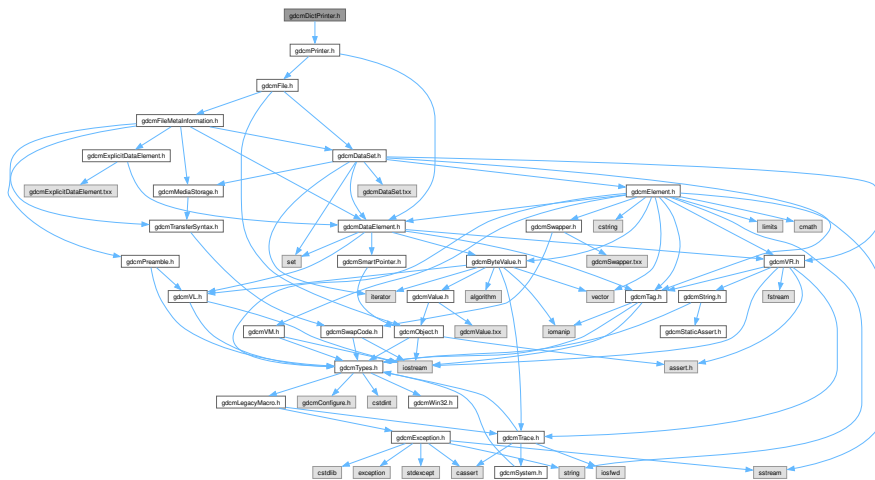 gdcmDictPrinter.h
gdcmPrinter.h
gdcmFile.h
gdcmFileMetaInformation.h
gdcmExplicitDataElement.h
gdcmDataSet.h
gdcmExplicitDataElement.txx
gdcmMediaStorage.h
gdcmDataSet.txx
gdcmElement.h
gdcmTransferSyntax.h
gdcmDataElement.h
gdcmSwapper.h
cstring
limits
cmath
gdcmPreamble.h
set
gdcmSmartPointer.h
gdcmByteValue.h
gdcmSwapper.txx
gdcmVR.h
gdcmVL.h
iterator
gdcmValue.h
algorithm
vector
gdcmTag.h
gdcmString.h
fstream
gdcmVM.h
gdcmSwapCode.h
gdcmObject.h
gdcmValue.txx
iomanip
gdcmStaticAssert.h
gdcmTypes.h
iostream
assert.h
gdcmLegacyMacro.h
gdcmConfigure.h
cstdint
gdcmWin32.h
gdcmException.h
gdcmTrace.h
cstdlib
exception
stdexcept
cassert
gdcmSystem.h
string
iosfwd
sstream